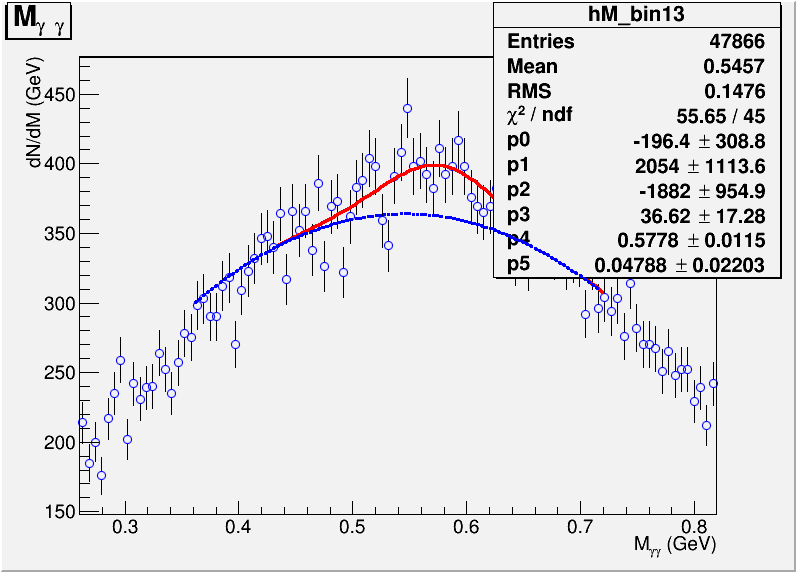 M γ γ
hM_bin13
Entries 47866
Mean 0.5457
RMS 0.1476
χ² / ndf 55.65 / 45
p0 -196.4 ± 308.8
p1 2054 ± 1113.6
p2 -1882 ± 954.9
p3 36.62 ± 17.28
p4 0.5778 ± 0.0115
p5 0.04788 ± 0.02203
dN/dM (GeV)
450
400
350
300
250
200
150
0.3 0.4 0.5 0.6 0.7 0.8
Mγγ (GeV)